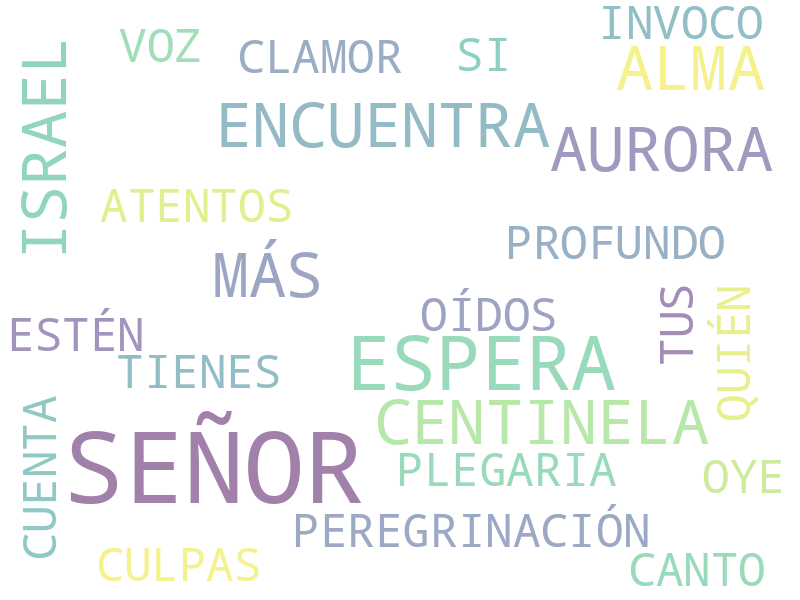 INVOCO
VOZ
CLAMOR
SI
ALMA
ISRAEL
ENCUENTRA
AURORA
ATENTOS
PROFUNDO
MÁS
OÍDOS
TUS
QUIÉN
ESTÉN
TIENES
ESPERA
CUENTA
SEÑOR
CENTINELA
PLEGARIA
OYE
PEREGRINACIÓN
CULPAS
CANTO